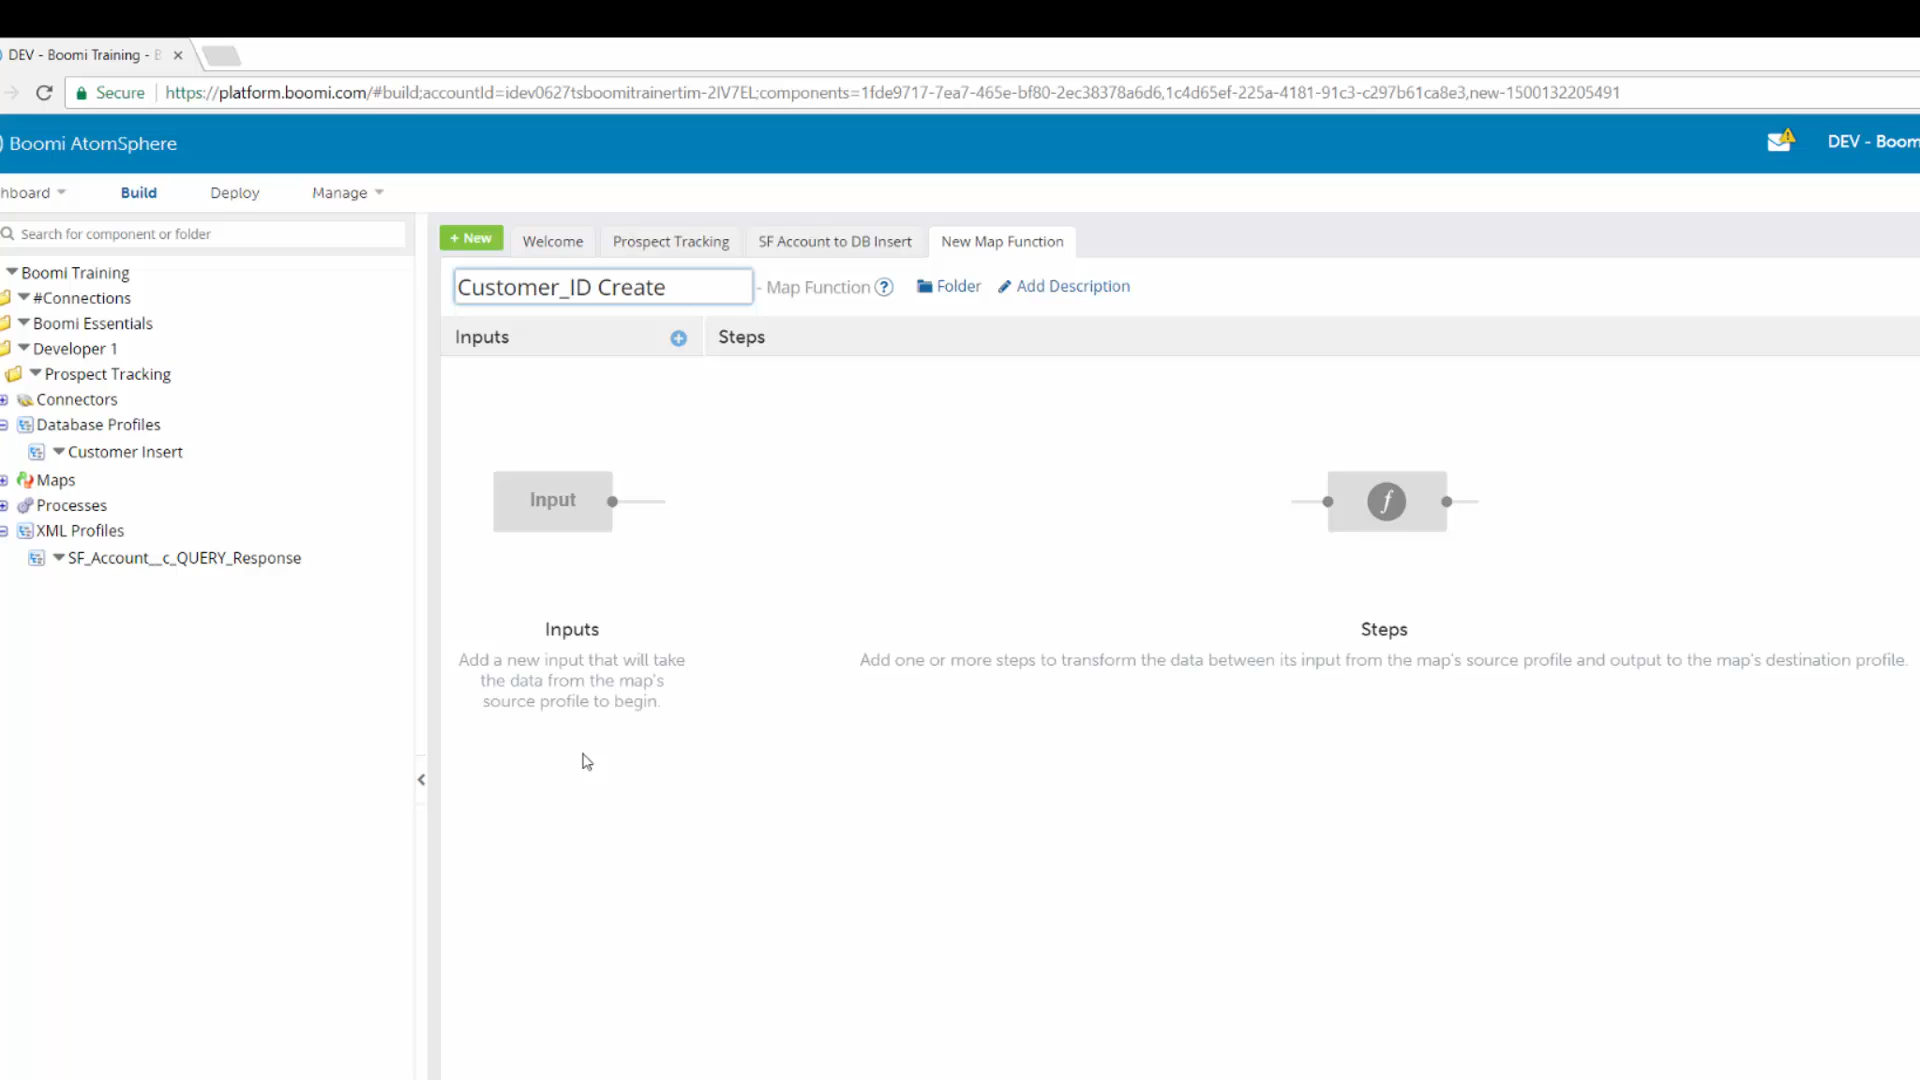 DEV - Boomi Training - B
Secure https://platform.boomi.com/#build;accountId=idev0627tsboomitrainertim-2IV7EL;components=1fde9717-7ea7-465e-bf80-2ec38378a6d6,1c4d65ef-225a-4181-91c3-c297b61ca8e3,new-1500132205491
Boomi AtomSphere
DEV - Boom
hboard Build Deploy Manage
Search for component or folder
+ New Welcome Prospect Tracking SF Account to DB Insert New Map Function
Boomi Training
#Connections
Boomi Essentials
Developer 1
Prospect Tracking
Connectors
Database Profiles
Customer Insert
Maps
Processes
XML Profiles
SF_Account__c_QUERY_Response
Customer_ID Create - Map Function ? Folder Add Description
Inputs Steps
Input
f
Inputs
Add a new input that will take
the data from the map's
source profile to begin.
Steps
Add one or more steps to transform the data between its input from the map's source profile and output to the map's destination profile.